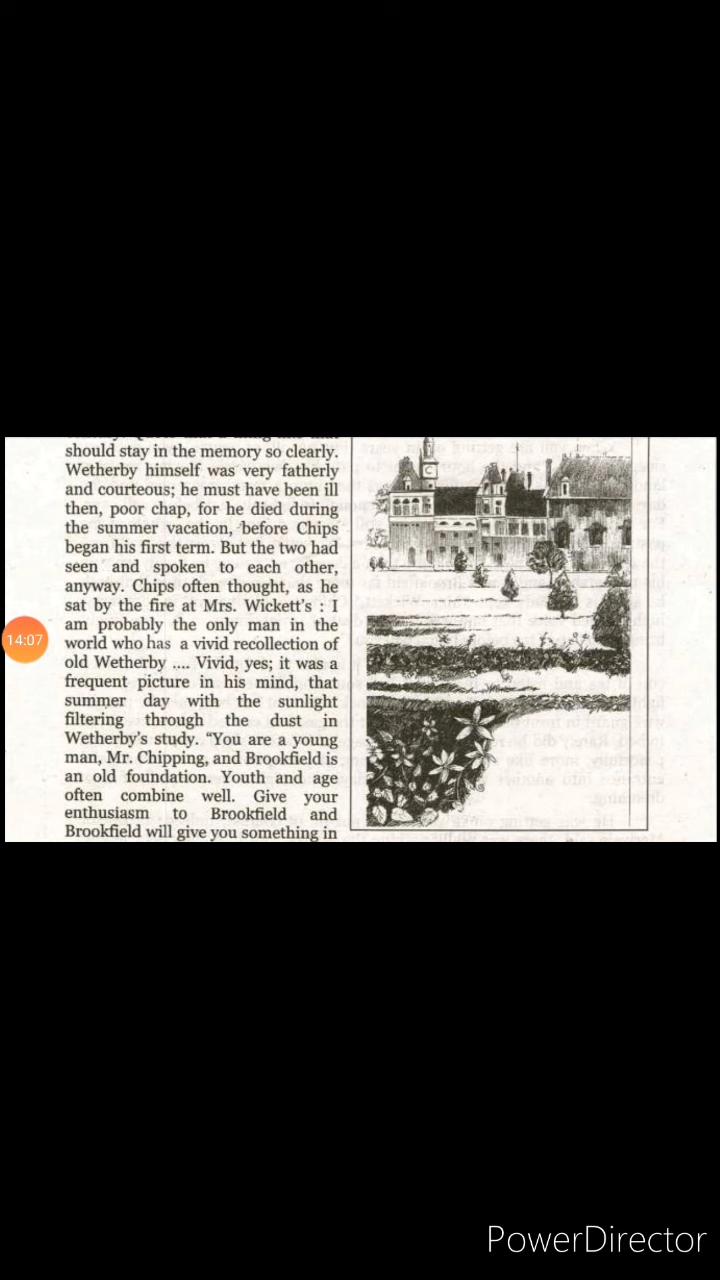 should stay in the memory so clearly.
Wetherby himself was very fatherly
and courteous; he must have been ill
then, poor chap, for he died during
the summer vacation, before Chips
began his first term. But the two had
seen and spoken to each other,
anyway. Chips often thought, as he
sat by the fire at Mrs. Wickett's : I
am probably the only man in the
world who has a vivid recollection of
old Wetherby .... Vivid, yes; it was a
frequent picture in his mind, that
summer day with the sunlight
filtering through the dust in
Wetherby's study. “You are a young
man, Mr. Chipping, and Brookfield is
an old foundation. Youth and age
often combine well. Give your
enthusiasm to Brookfield and
Brookfield will give you something in
14:07
PowerDirector